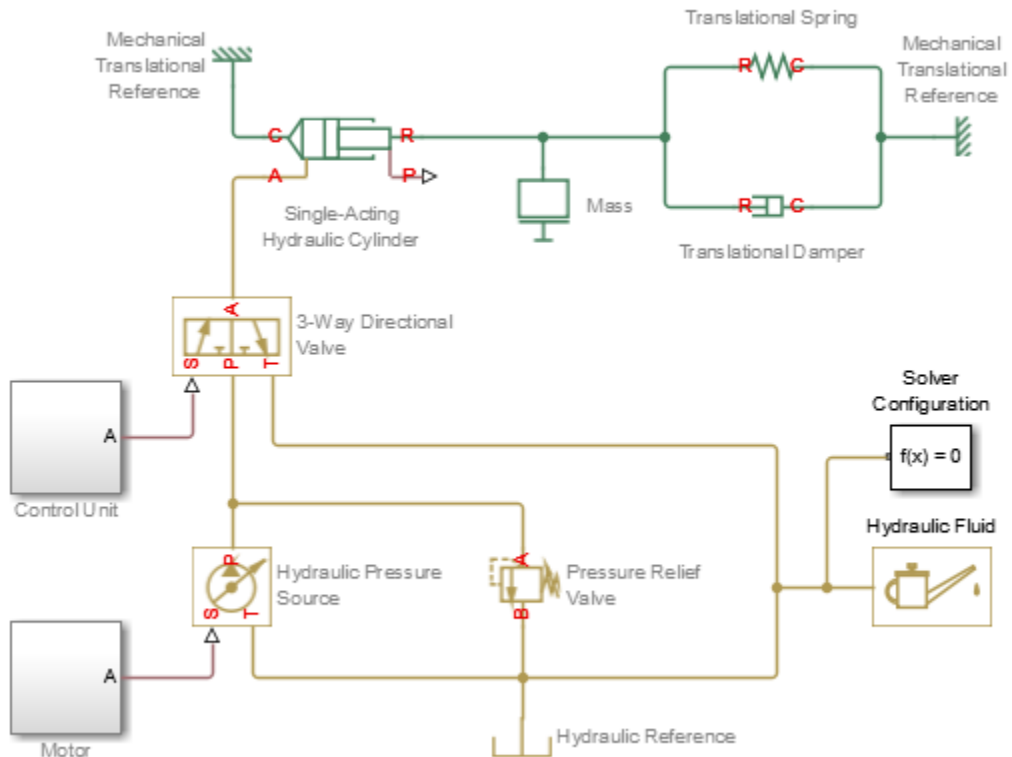 Translational Spring
Mechanical
Translational
Reference
Mechanical
Translational
Reference
R
C
C
R
A
P
Single-Acting
Hydraulic Cylinder
Mass
R
C
Translational Damper
A
3-Way Directional
Valve
S
P
T
A
Control Unit
Solver
Configuration
f(x) = 0
Hydraulic Fluid
P
Hydraulic Pressure
Source
S
T
A
Pressure Relief
Valve
B
A
Motor
Hydraulic Reference